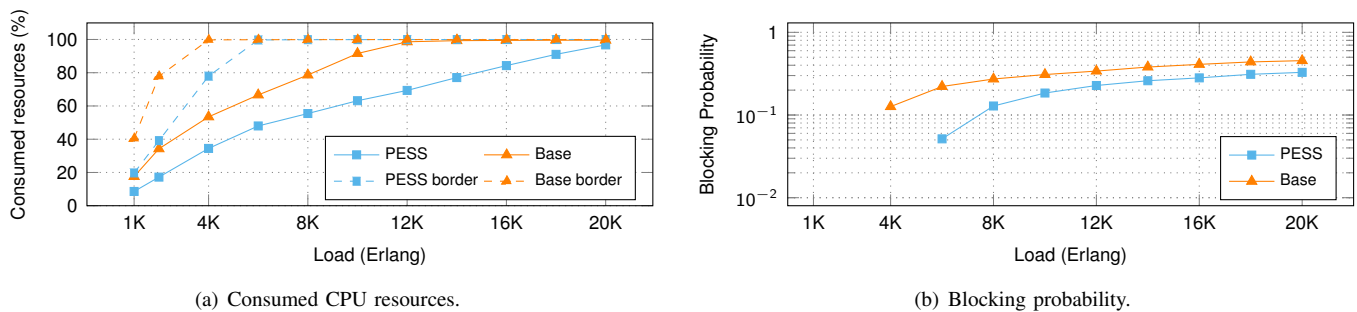 Consumed resources (%)
100
80
60
40
20
0
PESS Base
PESS border Base border
1K 4K 8K 12K 16K 20K
Load (Erlang)
(a) Consumed CPU resources.
Blocking Probability
1
10⁻¹
10⁻²
PESS
Base
1K 4K 8K 12K 16K 20K
Load (Erlang)
(b) Blocking probability.